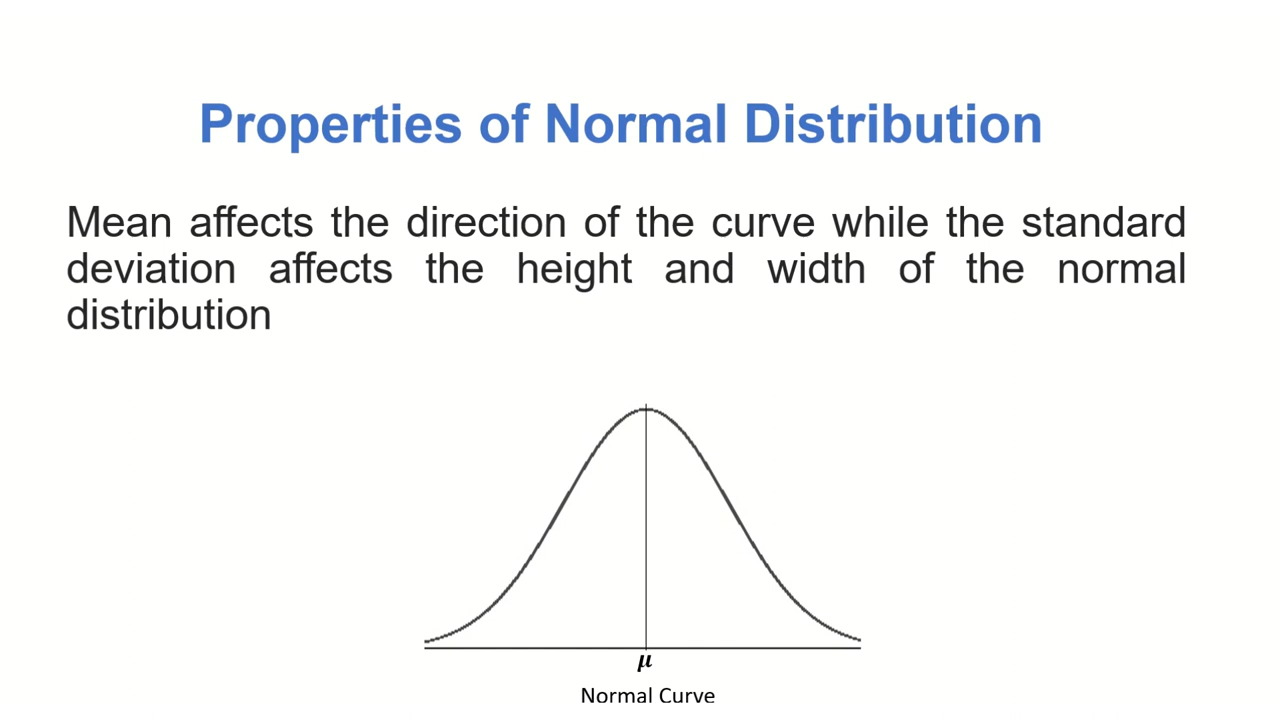 Properties of Normal Distribution
Mean affects the direction of the curve while the standard
deviation affects the height and width of the normal
distribution
μ
Normal Curve